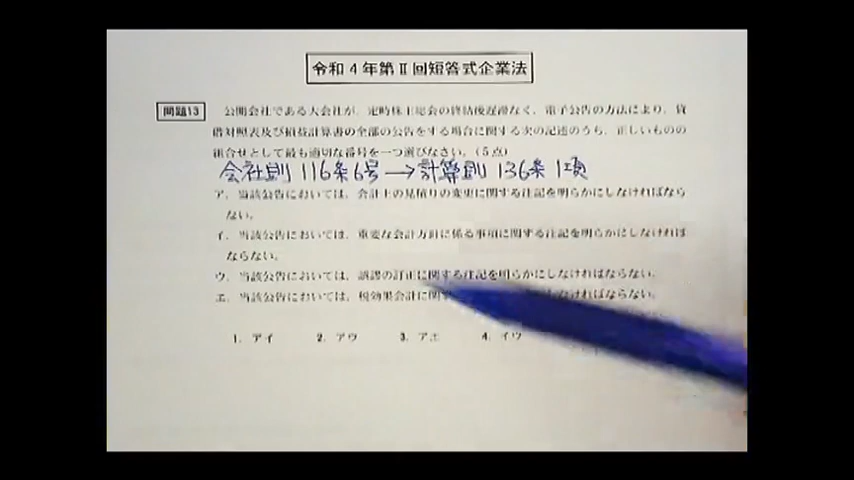 令和4年第Ⅱ回短答式企業法
問題13 公開会社である大会社が、定時株主総会の終結後遅滞なく、電子公告の方法により、貸
借対照表及び損益計算書の全部の公告をする場合に関する次の記述のうち、正しいものの
組合せとして最も適切な番号を一つ選びなさい。（5点）
会社則 116条6号→計算則 136条1項
ア．当該公告においては、会計上の見積りの変更に関する注記を明らかにしなければなら
ない。
イ．当該公告においては、重要な会計方針に係る事項に関する注記を明らかにしなければ
ならない。
ウ．当該公告においては、誤謬の訂正に関する注記を明らかにしなければならない。
エ．当該公告においては、税効果会計に関 なければならない。
1．アイ 2．アウ 3．アエ 4．イウ